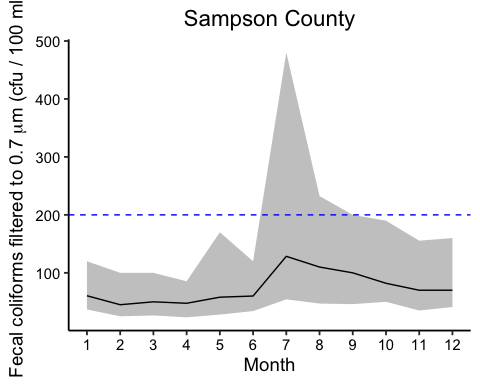 Sampson County
Fecal coliforms filtered to 0.7 μm (cfu / 100 ml
500
400
300
200
100
1 2 3 4 5 6 7 8 9 10 11 12
Month